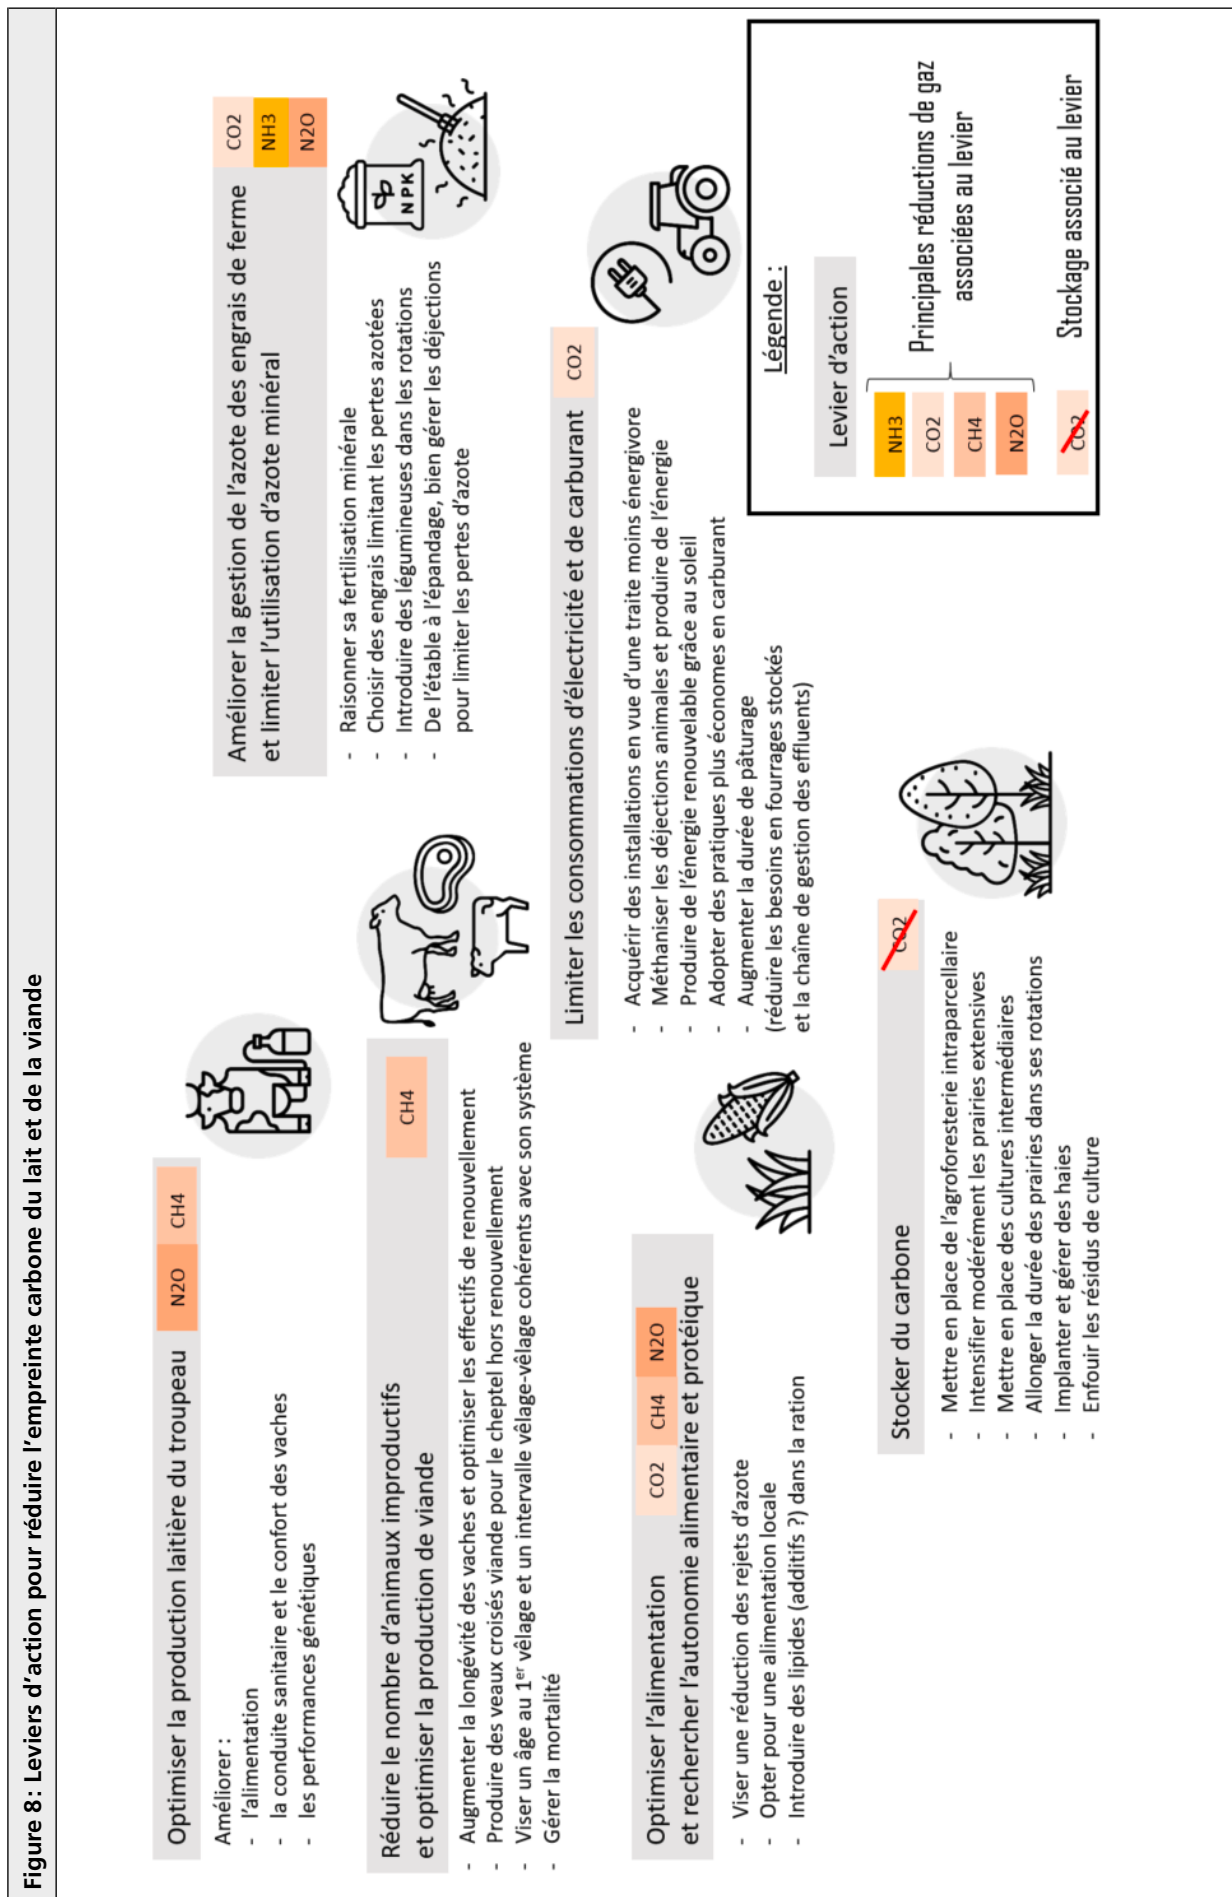 Figure 8 : Leviers d’action pour réduire l’empreinte carbone du lait et de la viande
Optimiser la production laitière du troupeau
N2O
CH4
Améliorer :
- l’alimentation
- la conduite sanitaire et le confort des vaches
- les performances génétiques
Améliorer la gestion de l’azote des engrais de ferme
et limiter l’utilisation d’azote minéral
CO2
NH3
N2O
- Raisonner sa fertilisation minérale
- Choisir des engrais limitant les pertes azotées
- Introduire des légumineuses dans les rotations
- De l’étable à l’épandage, bien gérer les déjections
pour limiter les pertes d’azote
NPK
Réduire le nombre d’animaux improductifs
et optimiser la production de viande
CH4
- Augmenter la longévité des vaches et optimiser les effectifs de renouvellement
- Produire des veaux croisés viande pour le cheptel hors renouvellement
- Viser un âge au 1er vêlage et un intervalle vêlage-vêlage cohérents avec son système
- Gérer la mortalité
Limiter les consommations d’électricité et de carburant
CO2
- Acquérir des installations en vue d’une traite moins énergivore
- Méthaniser les déjections animales et produire de l’énergie
- Produire de l’énergie renouvelable grâce au soleil
- Adopter des pratiques plus économes en carburant
- Augmenter la durée de pâturage
(réduire les besoins en fourrages stockés
et la chaîne de gestion des effluents)
Optimiser l’alimentation
et rechercher l’autonomie alimentaire et protéique
CO2
CH4
N2O
- Viser une réduction des rejets d’azote
- Opter pour une alimentation locale
- Introduire des lipides (additifs ?) dans la ration
Stocker du carbone
CO2
- Mettre en place de l’agroforesterie intraparcellaire
- Intensifier modérément les prairies extensives
- Mettre en place des cultures intermédiaires
- Allonger la durée des prairies dans ses rotations
- Implanter et gérer des haies
- Enfouir les résidus de culture
Légende :
Levier d’action
NH3
CO2
CH4
N2O
Principales réductions de gaz
associées au levier
CO2
Stockage associé au levier